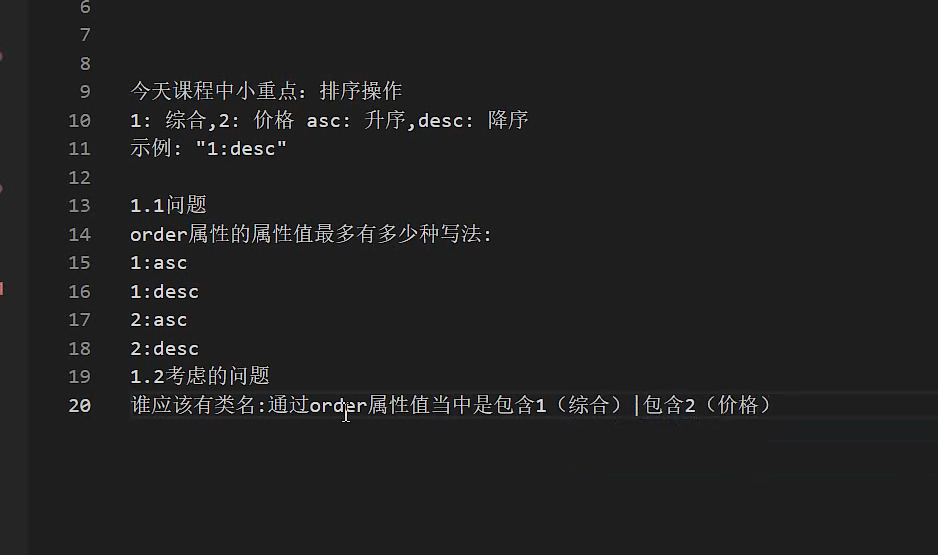 6
7
8
9 今天课程中小重点: 排序操作
10 1: 综合,2: 价格 asc: 升序,desc: 降序
11 示例: "1:desc"
12
13 1.1问题
14 order属性的属性值最多有多少种写法:
15 1:asc
16 1:desc
17 2:asc
18 2:desc
19 1.2考虑的问题
20 谁应该有类名:通过order属性值当中是包含1（综合）|包含2（价格）